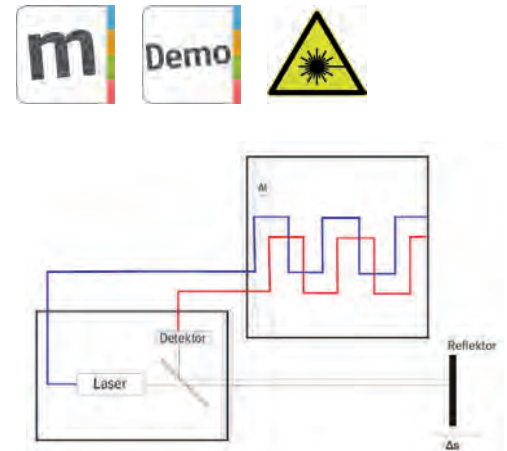 m
Demo
Δt
Detektor
Laser
Reflektor
Δs